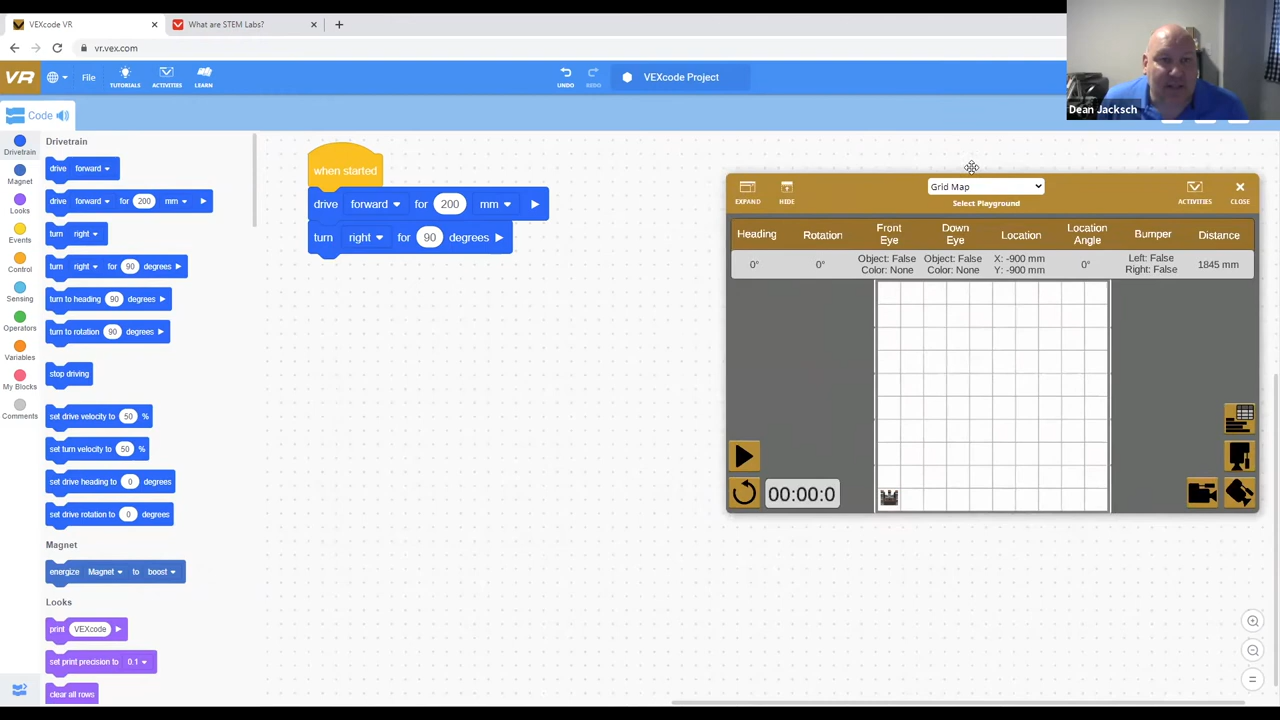 VEXcode VR
What are STEM Labs?
vr.vex.com
VR
File
TUTORIALS
ACTIVITIES
LEARN
UNDO
REDO
VEXcode Project
Dean Jacksch
Code
Drivetrain
Magnet
Looks
Events
Control
Sensing
Operators
Variables
My Blocks
Comments
Drivetrain
drive forward
drive forward for 200 mm
turn right
turn right for 90 degrees
turn to heading 90 degrees
turn to rotation 90 degrees
stop driving
set drive velocity to 50 %
set turn velocity to 50 %
set drive heading to 0 degrees
set drive rotation to 0 degrees
Magnet
energize Magnet to boost
Looks
print VEXcode
set print precision to 0.1
clear all rows
when started
drive forward for 200 mm
turn right for 90 degrees
EXPAND
HIDE
Grid Map
Select Playground
ACTIVITIES
CLOSE
Heading Rotation Front Eye Down Eye Location Location Angle Bumper Distance
0° 0° Object: False Object: False X: -900 mm 0° Left: False 1845 mm
Color: None Color: None Y: -900 mm Right: False
00:00:0